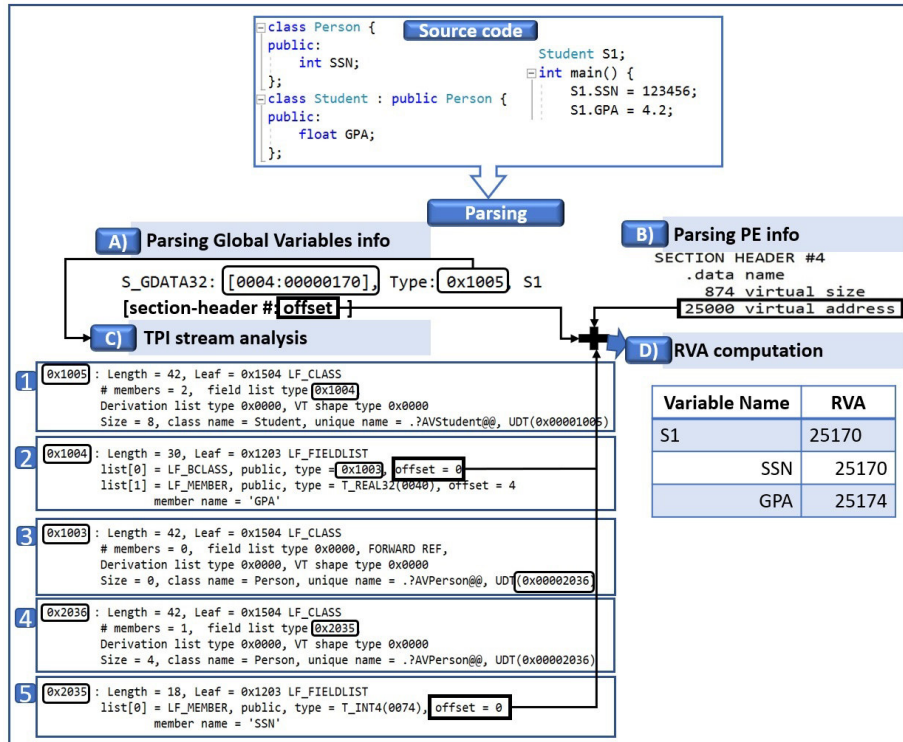 Source code
class Person {
public:
int SSN;
};
class Student : public Person {
public:
float GPA;
};
Student S1;
int main() {
S1.SSN = 123456;
S1.GPA = 4.2;
Parsing
A) Parsing Global Variables info
S_GDATA32: [0004:00000170], Type: 0x1005, S1
[section-header #: offset ]
B) Parsing PE info
SECTION HEADER #4
.data name
874 virtual size
25000 virtual address
C) TPI stream analysis
D) RVA computation
1
0x1005 : Length = 42, Leaf = 0x1504 LF_CLASS
# members = 2, field list type 0x1004
Derivation list type 0x0000, VT shape type 0x0000
Size = 8, class name = Student, unique name = .?AVStudent@@, UDT(0x00001005)
2
0x1004 : Length = 30, Leaf = 0x1203 LF_FIELDLIST
list[0] = LF_BCLASS, public, type = 0x1003, offset = 0
list[1] = LF_MEMBER, public, type = T_REAL32(0040), offset = 4
member name = 'GPA'
3
0x1003 : Length = 42, Leaf = 0x1504 LF_CLASS
# members = 0, field list type 0x0000, FORWARD REF,
Derivation list type 0x0000, VT shape type 0x0000
Size = 0, class name = Person, unique name = .?AVPerson@@, UDT(0x00002036)
4
0x2036 : Length = 42, Leaf = 0x1504 LF_CLASS
# members = 1, field list type 0x2035
Derivation list type 0x0000, VT shape type 0x0000
Size = 4, class name = Person, unique name = .?AVPerson@@, UDT(0x00002036)
5
0x2035 : Length = 18, Leaf = 0x1203 LF_FIELDLIST
list[0] = LF_MEMBER, public, type = T_INT4(0074), offset = 0
member name = 'SSN'
Variable Name RVA
S1 25170
SSN 25170
GPA 25174